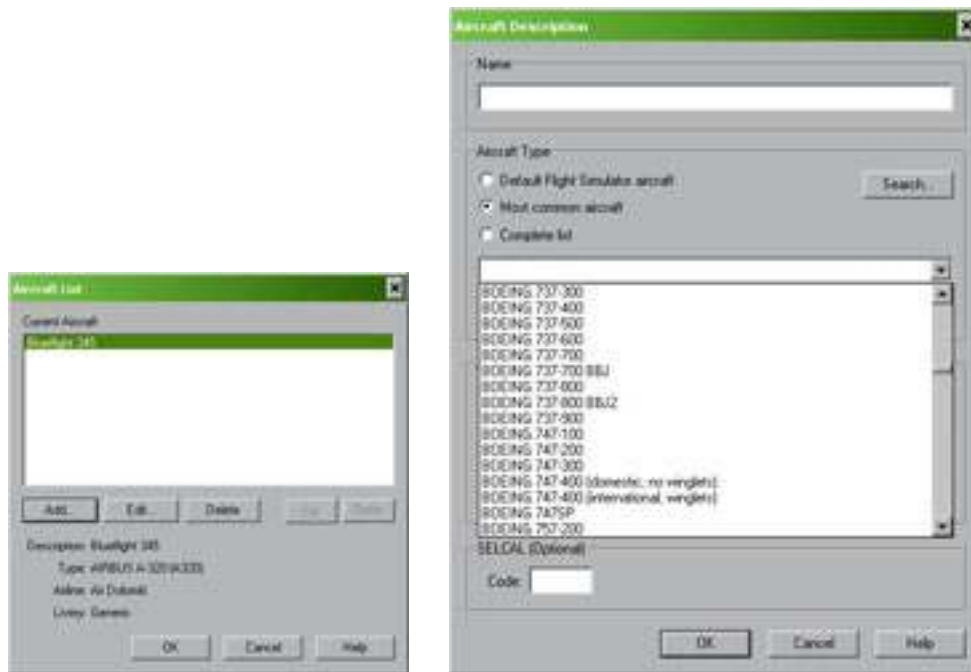 Aircraft List
Current Aircraft
Blueflight 345
Add...
Edit...
Delete
Description: Blueflight 345
Type: AIRBUS A-320 (A320)
Airline: Air Dolomiti
Livery: Generic
OK
Cancel
Help
Aircraft Description
Name
Aircraft Type
Default Flight Simulator aircraft
Search...
Most common aircraft
Complete list
BOEING 737-300
BOEING 737-400
BOEING 737-500
BOEING 737-600
BOEING 737-700
BOEING 737-700 BBJ
BOEING 737-800
BOEING 737-800 BBJ2
BOEING 737-900
BOEING 747-100
BOEING 747-200
BOEING 747-300
BOEING 747-400 (domestic, no winglets)
BOEING 747-400 (international, winglets)
BOEING 747SP
BOEING 757-200
SELCAL (Optional)
Code:
OK
Cancel
Help